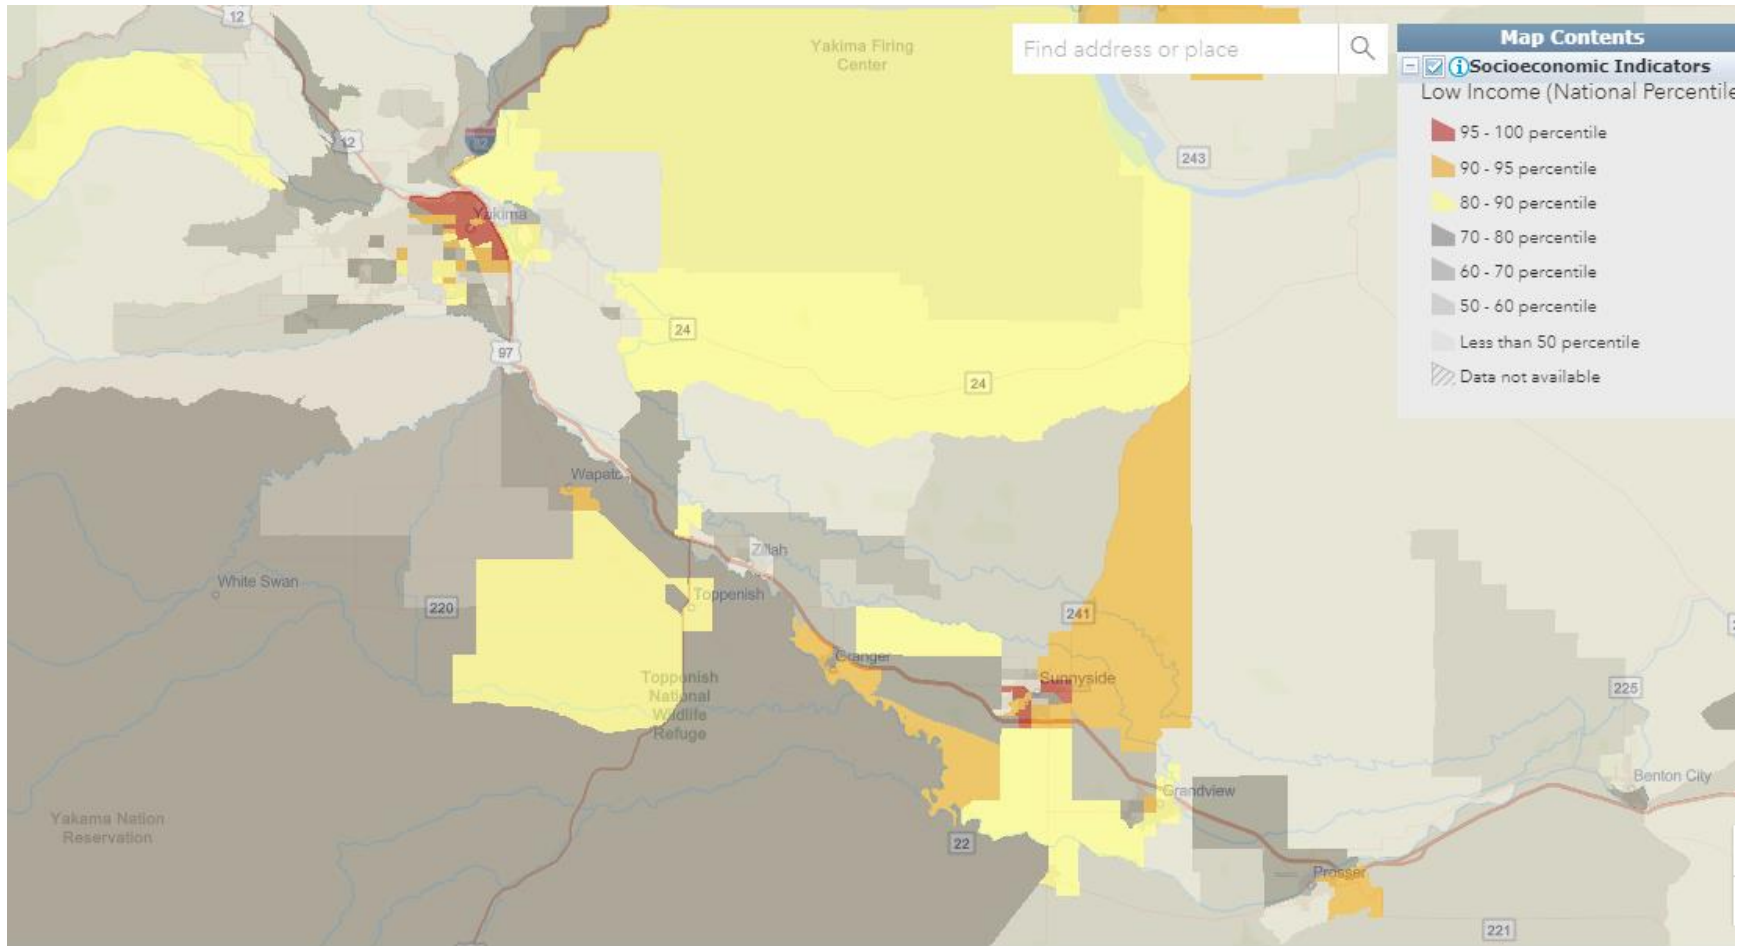 12
Yakima Firing
Center
Find address or place
Map Contents
Socioeconomic Indicators
Low Income (National Percentile
95 - 100 percentile
90 - 95 percentile
80 - 90 percentile
70 - 80 percentile
60 - 70 percentile
50 - 60 percentile
Less than 50 percentile
Data not available
12
82
243
Yakima
24
97
24
Wapato
Zillah
White Swan
Toppenish
220
241
Granger
Toppenish
National
Wildlife
Refuge
Sunnyside
225
Benton City
Grandview
Yakama Nation
Reservation
22
Prosser
221